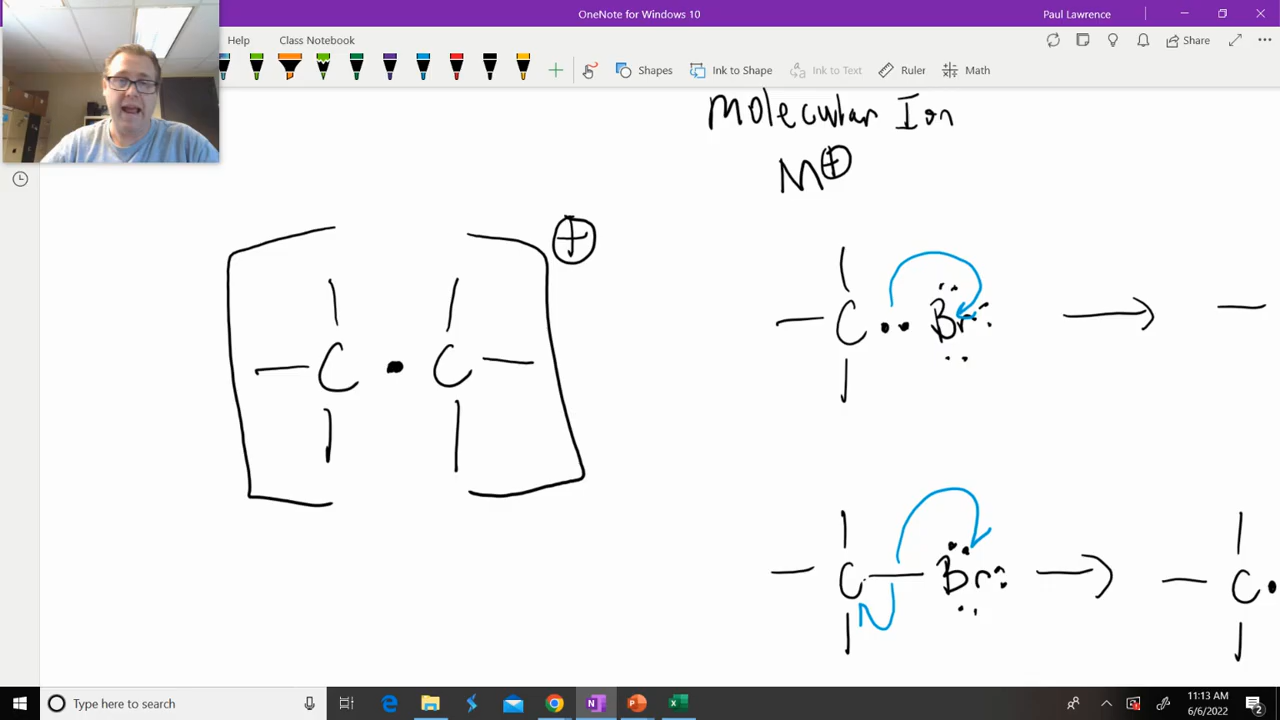 OneNote for Windows 10
Paul Lawrence
Help
Class Notebook
Shapes
Ink to Shape
Ink to Text
Ruler
Math
Share
Molecular Ion
M⊕
⊕
C • C
C •• Br
C Br
C •
Type here to search
11:13 AM
6/6/2022
2